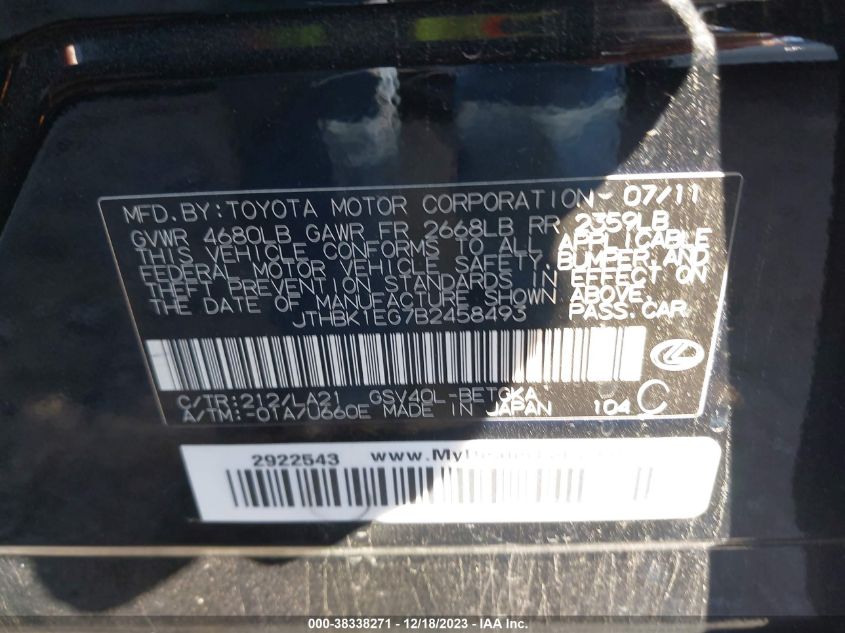 MFD. BY: TOYOTA MOTOR CORPORATION 07/11
GVWR 4680LB GAWR FR 2668LB RR 2359LB
THIS VEHICLE CONFORMS TO ALL APPLICABLE
FEDERAL MOTOR VEHICLE SAFETY, BUMPER, AND
THEFT PREVENTION STANDARDS IN EFFECT ON
THE DATE OF MANUFACTURE SHOWN ABOVE.
JTHBK1EG7B2458493 PASS. CAR
C/TR: 212/LA21 GSV40L-BETGKA
A/TM: -01A/U660E MADE IN JAPAN 104 C
2922543
000-38338271 - 12/18/2023 - IAA Inc.